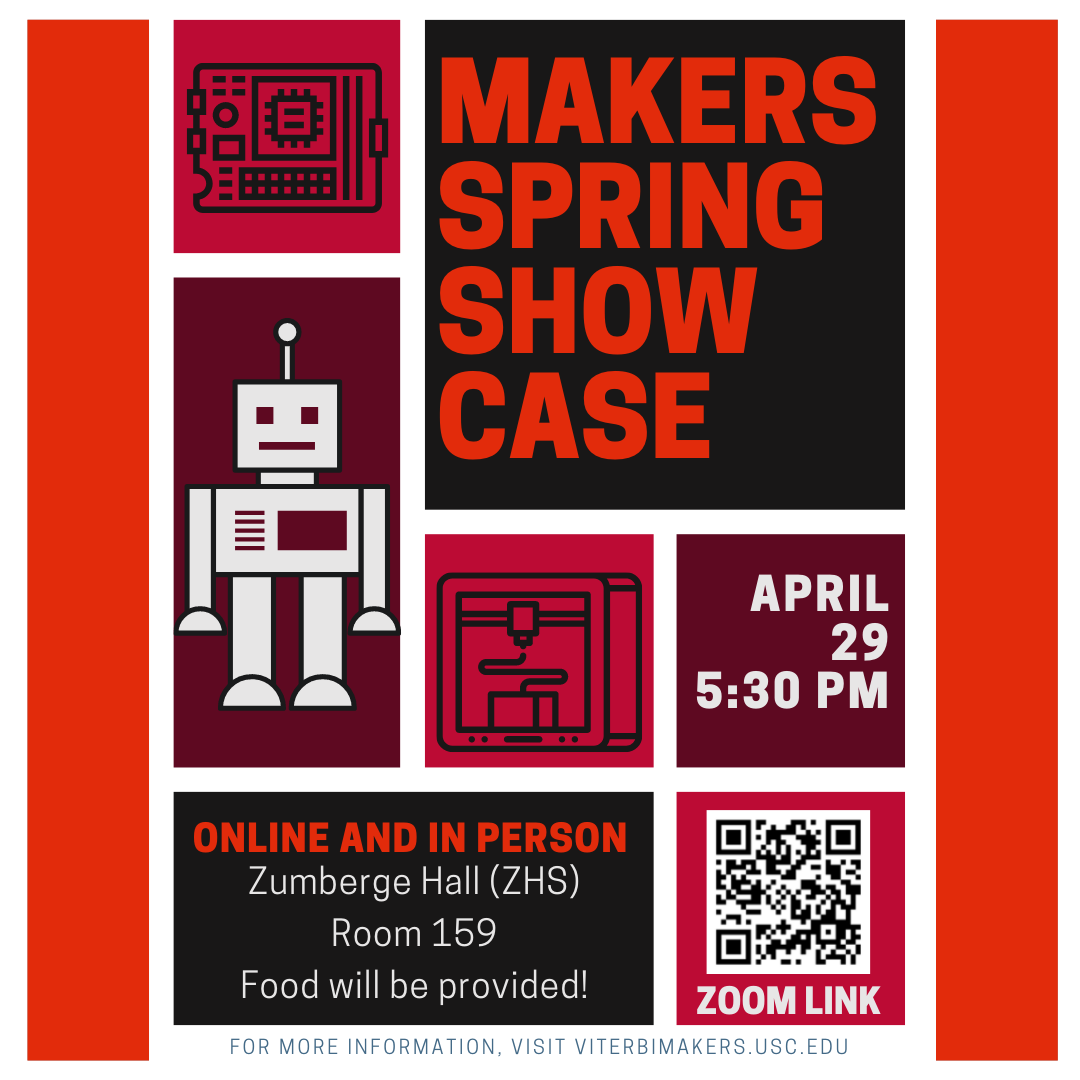 MAKERS
SPRING
SHOW
CASE
APRIL
29
5:30 PM
ONLINE AND IN PERSON
Zumberge Hall (ZHS)
Room 159
Food will be provided!
ZOOM LINK
FOR MORE INFORMATION, VISIT VITERBIMAKERS.USC.EDU